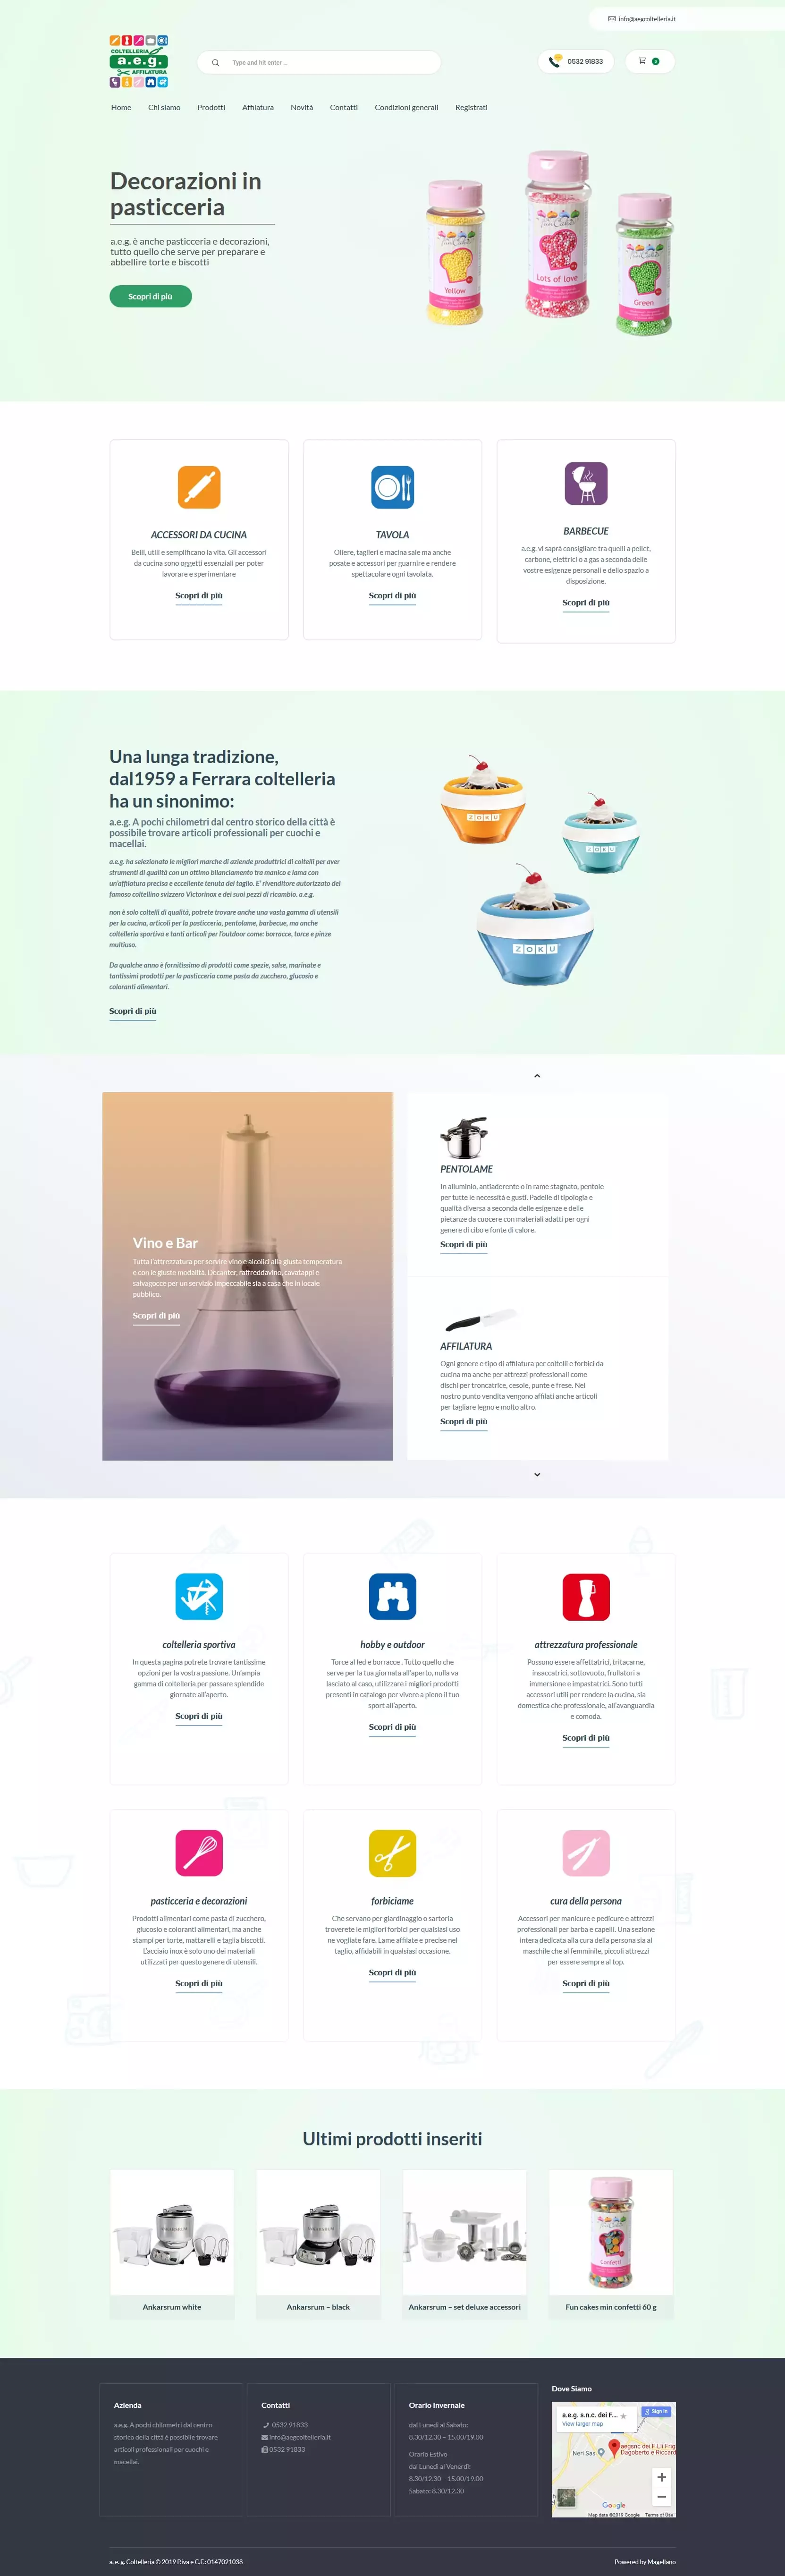 info@aegcoltelleria.it
COLTELLERIA
a.e.g.
AFFILATURA
Type and hit enter ...
0532 91833
0
Home
Chi siamo
Prodotti
Affilatura
Novità
Contatti
Condizioni generali
Registrati
Decorazioni in
pasticceria
a.e.g. è anche pasticceria e decorazioni,
tutto quello che serve per preparare e
abbellire torte e biscotti
Scopri di più
Yellow
Lots of love
Green
ACCESSORI DA CUCINA
Belli, utili e semplificano la vita. Gli accessori
da cucina sono oggetti essenziali per poter
lavorare e sperimentare
Scopri di più
TAVOLA
Oliere, taglieri e macina sale ma anche
posate e accessori per guarnire e rendere
spettacolare ogni tavolata.
Scopri di più
BARBECUE
a.e.g. vi saprà consigliare tra quelli a pellet,
carbone, elettrici o a gas a seconda delle
vostre esigenze personali e dello spazio a
disposizione.
Scopri di più
Una lunga tradizione,
dal1959 a Ferrara coltelleria
ha un sinonimo:
a.e.g. A pochi chilometri dal centro storico della città è
possibile trovare articoli professionali per cuochi e
macellai.
a.e.g. ha selezionato le migliori marche di aziende produttrici di coltelli per aver
strumenti di qualità con un ottimo bilanciamento tra manico e lama con
un'affilatura precisa e eccellente tenuta del taglio. E' rivenditore autorizzato del
famoso coltellino svizzero Victorinox e dei suoi pezzi di ricambio. a.e.g.
non è solo coltelli di qualità, potrete trovare anche una vasta gamma di utensili
per la cucina, articoli per la pasticceria, pentolame, barbecue, ma anche
coltelleria sportiva e tanti articoli per l'outdoor come: borracce, torce e pinze
multiuso.
Da qualche anno è fornitissimo di prodotti come spezie, salse, marinate e
tantissimi prodotti per la pasticceria come pasta da zucchero, glucosio e
coloranti alimentari.
Scopri di più
ZOKU
ZOKU
ZOKU
Vino e Bar
Tutta l'attrezzatura per servire vino e alcolici alla giusta temperatura
e con le giuste modalità. Decanter, raffreddavino, cavatappi e
salvagocce per un servizio impeccabile sia a casa che in locale
pubblico.
Scopri di più
PENTOLAME
In alluminio, antiaderente o in rame stagnato, pentole
per tutte le necessità e gusti. Padelle di tipologia e
qualità diversa a seconda delle esigenze e delle
pietanze da cuocere con materiali adatti per ogni
genere di cibo e fonte di calore.
Scopri di più
AFFILATURA
Ogni genere e tipo di affilatura per coltelli e forbici da
cucina ma anche per attrezzi professionali come
dischi per troncatrice, cesoie, punte e frese. Nel
nostro punto vendita vengono affilati anche articoli
per tagliare legno e molto altro.
Scopri di più
coltelleria sportiva
In questa pagina potrete trovare tantissime
opzioni per la vostra passione. Un'ampia
gamma di coltelleria per passare splendide
giornate all'aperto.
Scopri di più
hobby e outdoor
Torce al led e borracce . Tutto quello che
serve per la tua giornata all'aperto, nulla va
lasciato al caso, utilizzare i migliori prodotti
presenti in catalogo per vivere a pieno il tuo
sport all'aperto.
Scopri di più
attrezzatura professionale
Possono essere affettatrici, tritacarne,
insaccatrici, sottovuoto, frullatori a
immersione e impastatrici. Sono tutti
accessori utili per rendere la cucina, sia
domestica che professionale, all'avanguardia
e comoda.
Scopri di più
pasticceria e decorazioni
Prodotti alimentari come pasta di zucchero,
glucosio e coloranti alimentari, ma anche
stampi per torte, mattarelli e taglia biscotti.
L'acciaio inox è solo uno dei materiali
utilizzati per questo genere di utensili.
Scopri di più
forbiciame
Che servano per giardinaggio o sartoria
troverete le migliori forbici per qualsiasi uso
ne vogliate fare. Lame affilate e precise nel
taglio, affidabili in qualsiasi occasione.
Scopri di più
cura della persona
Accessori per manicure e pedicure e attrezzi
professionali per barba e capelli. Una sezione
intera dedicata alla cura della persona sia al
maschile che al femminile, piccoli attrezzi
per essere sempre al top.
Scopri di più
Ultimi prodotti inseriti
Confetti
Ankarsrum white
Ankarsrum – black
Ankarsrum – set deluxe accessori
Fun cakes min confetti 60 g
Azienda
a.e.g. A pochi chilometri dal centro
storico della città è possibile trovare
articoli professionali per cuochi e
macellai.
Contatti
0532 91833
info@aegcoltelleria.it
0532 91833
Orario Invernale
dal Lunedì al Sabato:
8.30/12.30 – 15.00/19.00
Orario Estivo
dal Lunedì al Venerdì:
8.30/12.30 – 15.00/19.00
Sabato: 8.30/12.30
Dove Siamo
a.e.g. s.n.c. dei F...
View larger map
Sign in
aegsnc dei F.Lli Frig
Dagoberto e Riccard
Neri Sas
Google
Map data ©2019 Google
Terms of Use
a. e. g. Coltelleria © 2019 P.iva e C.F.: 0147021038
Powered by Magellano